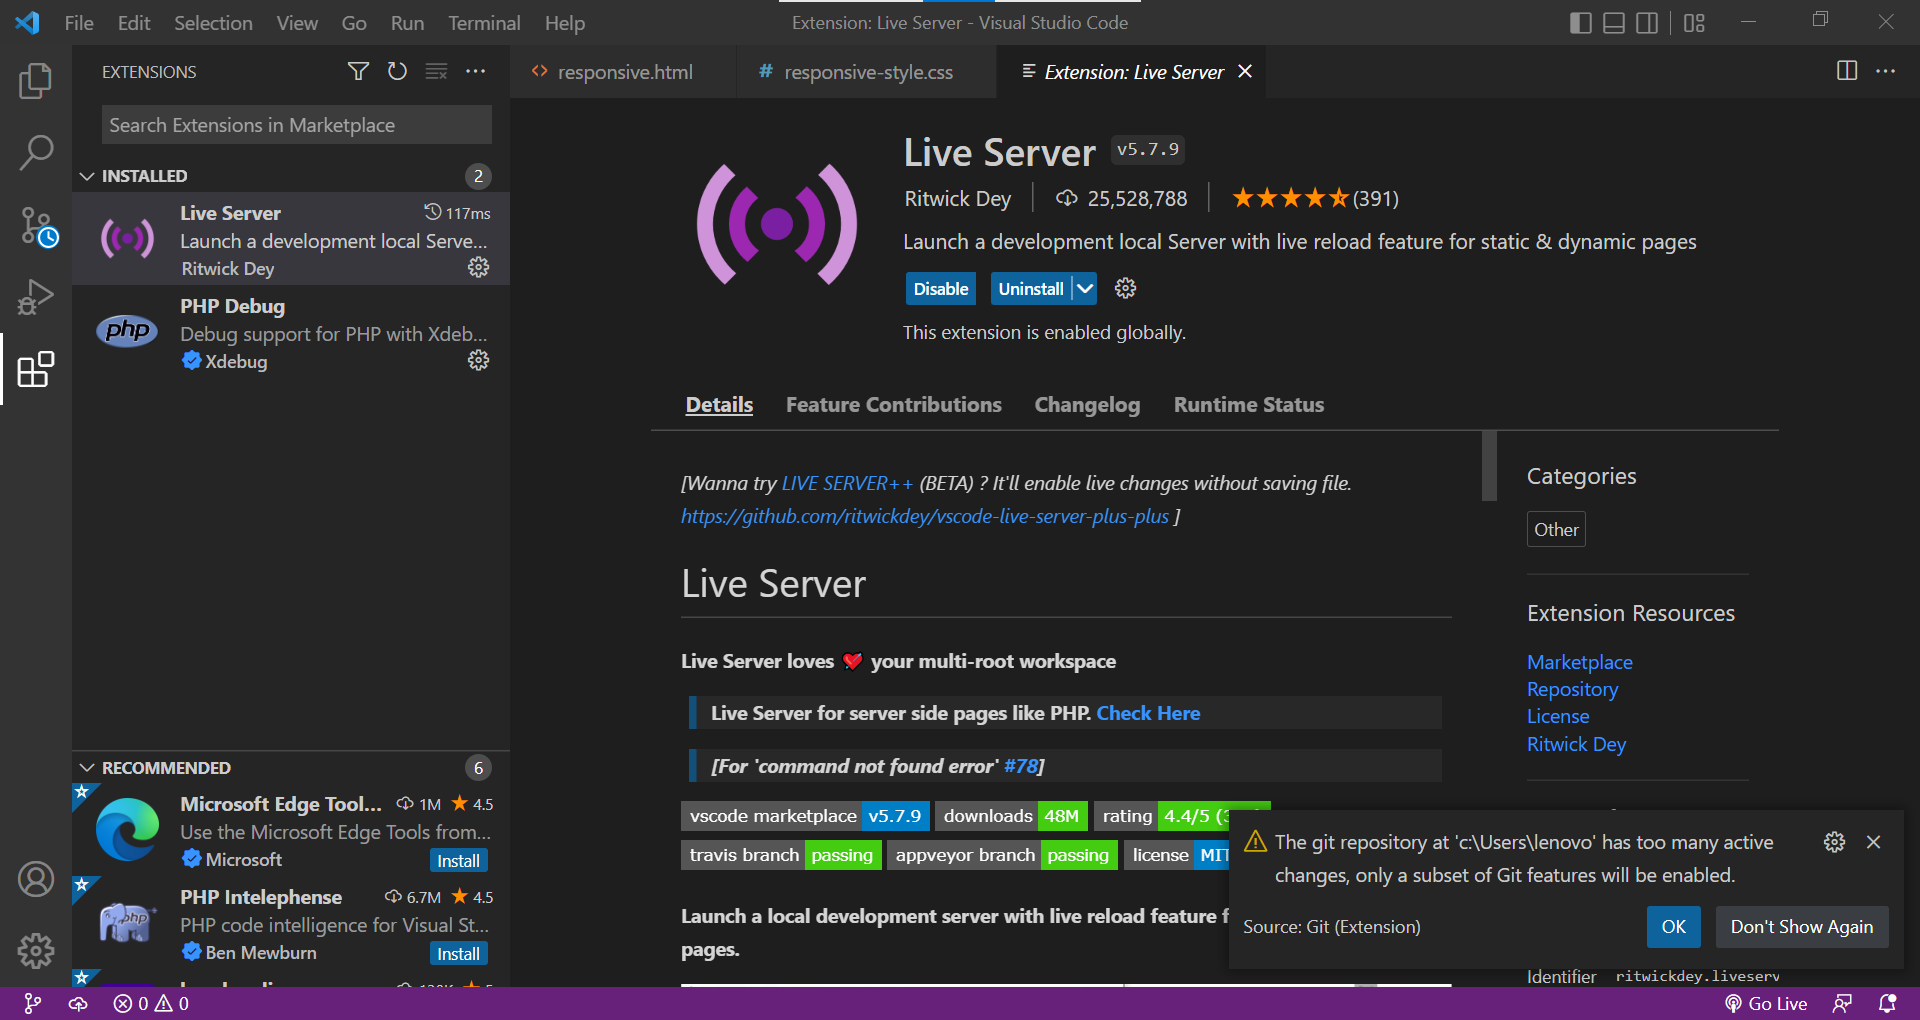 File Edit Selection View Go Run Terminal Help
Extension: Live Server - Visual Studio Code
EXTENSIONS
Search Extensions in Marketplace
INSTALLED 2
Live Server 117ms
Launch a development local Serve...
Ritwick Dey
PHP Debug
Debug support for PHP with Xdeb...
Xdebug
php
RECOMMENDED 6
Microsoft Edge Tool... 1M 4.5
Use the Microsoft Edge Tools from...
Microsoft Install
PHP Intelephense 6.7M 4.5
PHP code intelligence for Visual St...
Ben Mewburn Install
php
responsive.html
# responsive-style.css
Extension: Live Server
Live Server v5.7.9
Ritwick Dey 25,528,788 (391)
Launch a development local Server with live reload feature for static & dynamic pages
Disable Uninstall
This extension is enabled globally.
Details Feature Contributions Changelog Runtime Status
[Wanna try LIVE SERVER++ (BETA) ? It'll enable live changes without saving file.
https://github.com/ritwickdey/vscode-live-server-plus-plus ]
Live Server
Live Server loves your multi-root workspace
Live Server for server side pages like PHP. Check Here
[For 'command not found error' #78]
vscode marketplace v5.7.9 downloads 48M rating 4.4/5
travis branch passing appveyor branch passing license MIT
Launch a local development server with live reload feature
pages.
Categories
Other
Extension Resources
Marketplace
Repository
License
Ritwick Dey
The git repository at 'c:\Users\lenovo' has too many active
changes, only a subset of Git features will be enabled.
Source: Git (Extension) OK Don't Show Again
Identifier ritwickdey.liveserv
0 0
Go Live